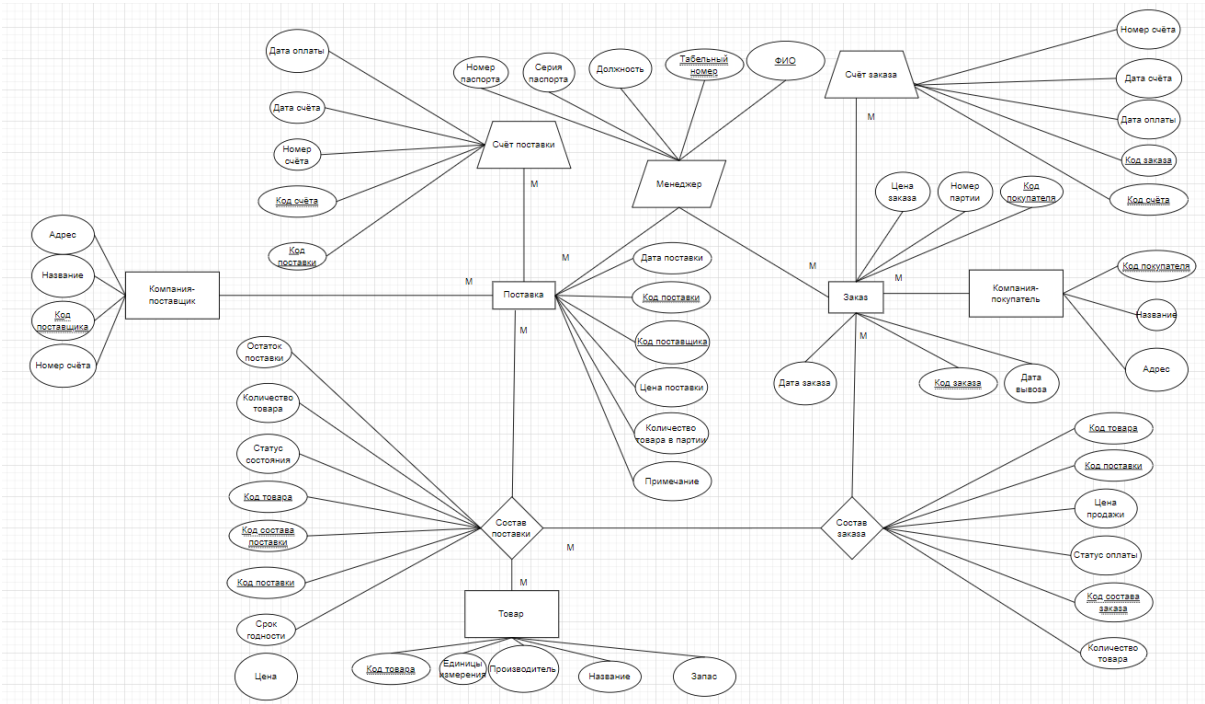 Дата оплаты
Дата счёта
Номер
счёта
Код счёта
Код
поставки
Счёт поставки
М
Номер
паспорта
Серия
паспорта
Должность
Табельный
номер
ФИО
Менеджер
Счёт заказа
М
Номер счёта
Дата счёта
Дата оплаты
Код заказа
Код счёта
Цена
заказа
Номер
партии
Код
покупателя
Адрес
Название
Код
поставщика
Номер счёта
Компания-
поставщик
М
Поставка
М
М
Дата поставки
Код поставки
Код поставщика
Цена поставки
Количество
товара в партии
Примечание
М
Заказ
М
М
Компания-
покупатель
Код покупателя
Название
Адрес
Дата заказа
Код заказа
Дата
вывоза
Остаток
поставки
Количество
товара
Статус
состояния
Код товара
Код состава
поставки
Код поставки
Срок
годности
Цена
Состав
поставки
М
М
Состав
заказа
Код товара
Код поставки
Цена
продажи
Статус оплаты
Код состава
заказа
Количество
товара
Товар
Код товара
Единицы
измерения
Производитель
Название
Запас